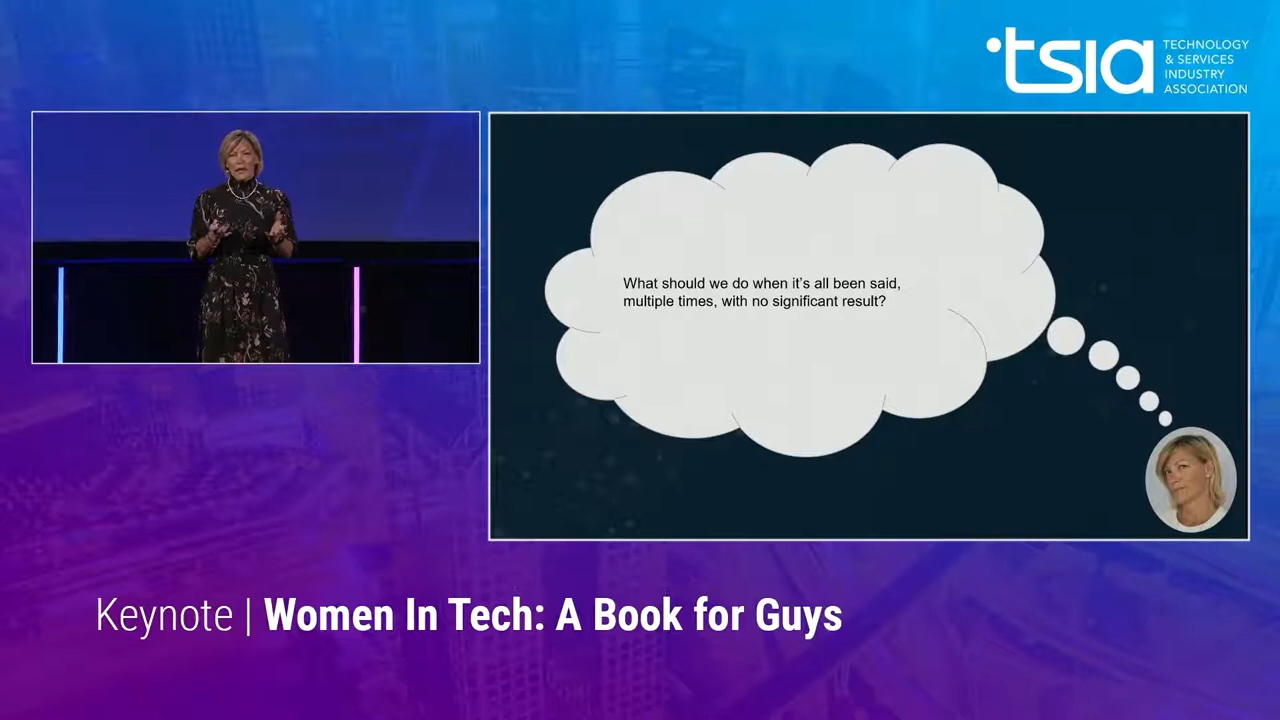 tsia
TECHNOLOGY
& SERVICES
INDUSTRY
ASSOCIATION
What should we do when it's all been said,
multiple times, with no significant result?
Keynote | Women In Tech: A Book for Guys